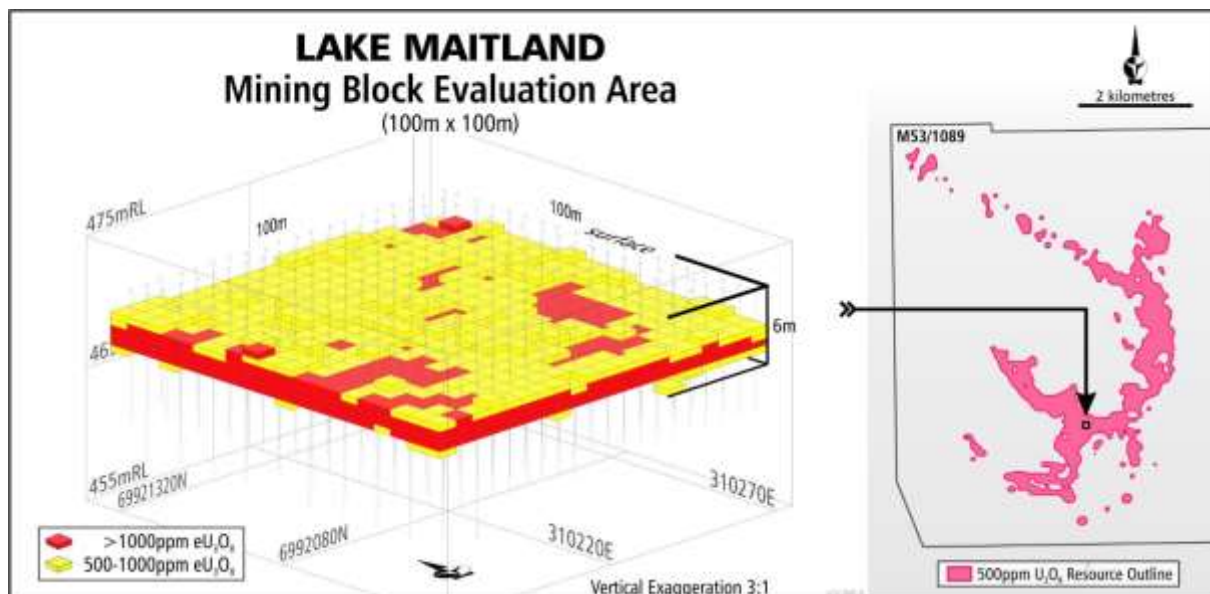 LAKE MAITLAND
Mining Block Evaluation Area
(100m x 100m)
2 kilometres
M53/1089
475mRL
100m
100m
surface
6m
455mRL
69921320N
6992080N
310220E
310270E
>1000ppm eU₃O₈
500-1000ppm eU₃O₈
Vertical Exaggeration 3:1
500ppm U₃O₈ Resource Outline